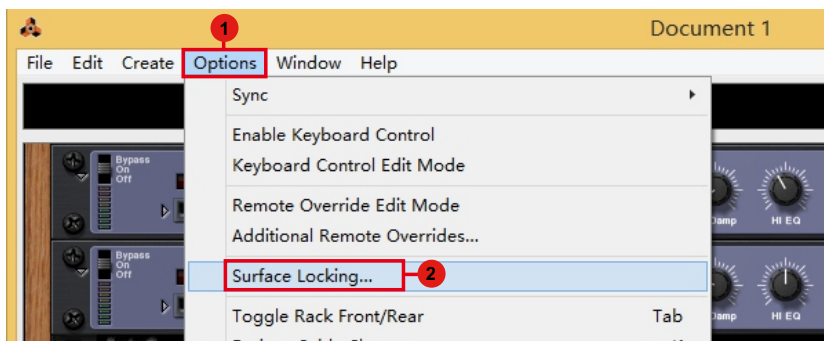 Document 1
1
File Edit Create Options Window Help
Sync
Enable Keyboard Control
Keyboard Control Edit Mode
Remote Override Edit Mode
Additional Remote Overrides...
Surface Locking...
2
Toggle Rack Front/Rear Tab
Bypass
On
Off
Damp HI EQ
Bypass
On
Off
Damp HI EQ